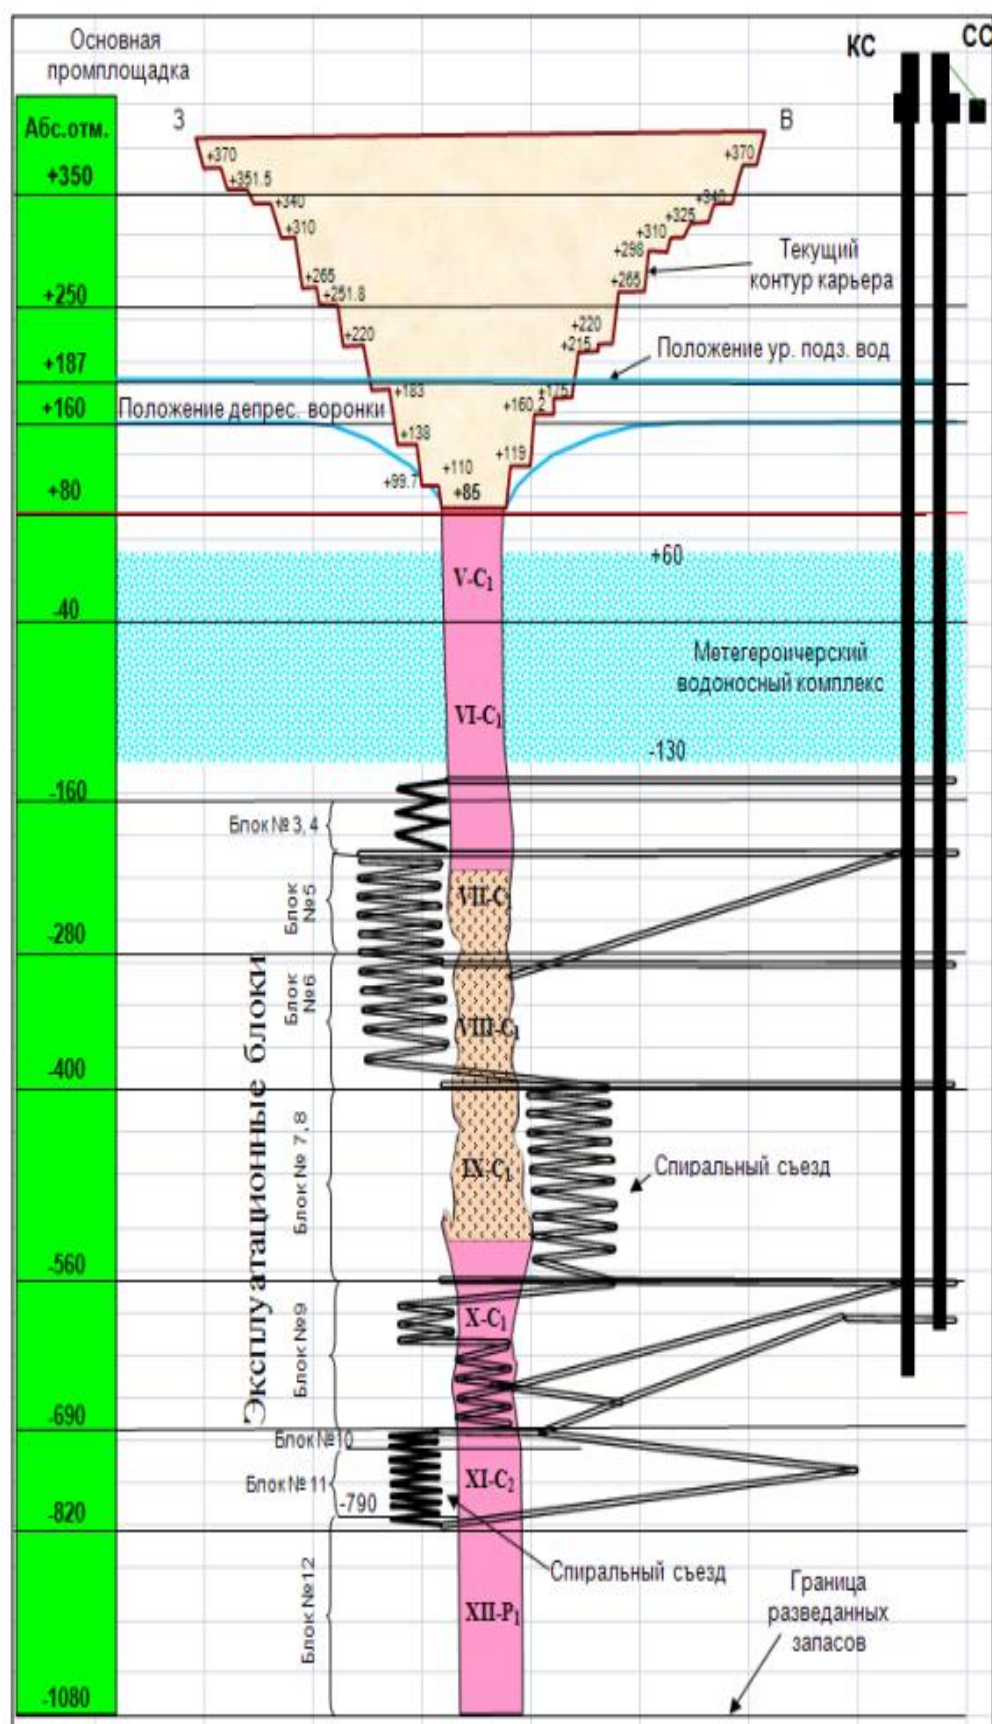 Основная
промплощадка
КС
СС
Абс.отм.
З
В
+370
+370
+350
+351.5
+340
+340
+325
+310
+310
+298
Текущий
контур карьера
+265
+265
+250
+251.8
+220
+220
+215
Положение ур. подз. вод
+187
+183
+175
+160
Положение депрес. воронки
+160.2
+138
+119
+110
+99.7
+80
+85
+60
V-C1
-40
Метегероичерский
водоносный комплекс
VI-C1
-130
-160
Блок № 3, 4
Блок
№5
VII-C1
-280
Блок
№6
VIII-C1
-400
Эксплуатационные блоки
Блок № 7, 8
IX-C1
Спиральный съезд
-560
Блок №9
X-C1
-690
Блок №10
Блок № 11
XI-C2
-790
-820
Спиральный съезд
Блок №12
XII-P1
Граница
разведанных
запасов
-1080